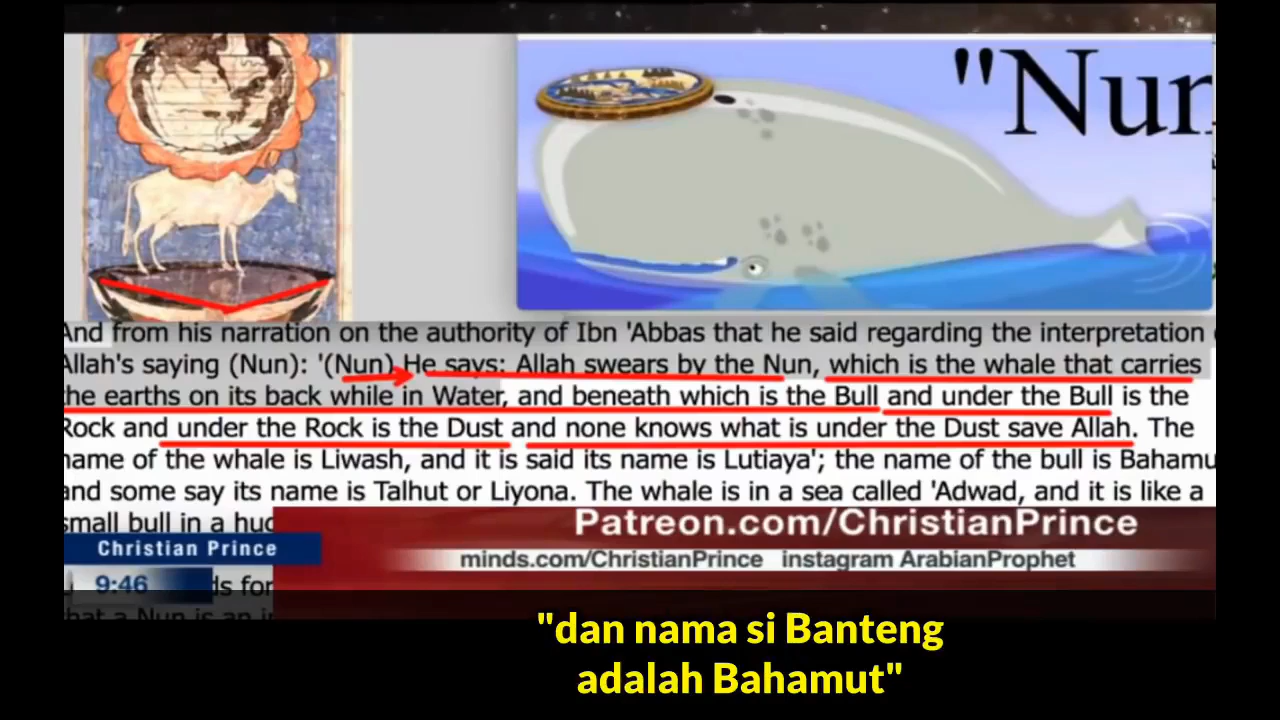 "Nun
And from his narration on the authority of Ibn 'Abbas that he said regarding the interpretation
Allah's saying (Nun): '(Nun) He says: Allah swears by the Nun, which is the whale that carries
the earths on its back while in Water, and beneath which is the Bull and under the Bull is the
Rock and under the Rock is the Dust and none knows what is under the Dust save Allah. The
name of the whale is Liwash, and it is said its name is Lutiaya'; the name of the bull is Bahamu
and some say its name is Talhut or Liyona. The whale is in a sea called 'Adwad, and it is like a
small bull in a hug
Patreon.com/ChristianPrince
Christian Prince
minds.com/ChristianPrince instagram ArabianProphet
9:46
ds for
that a Nun is an
"dan nama si Banteng
adalah Bahamut"